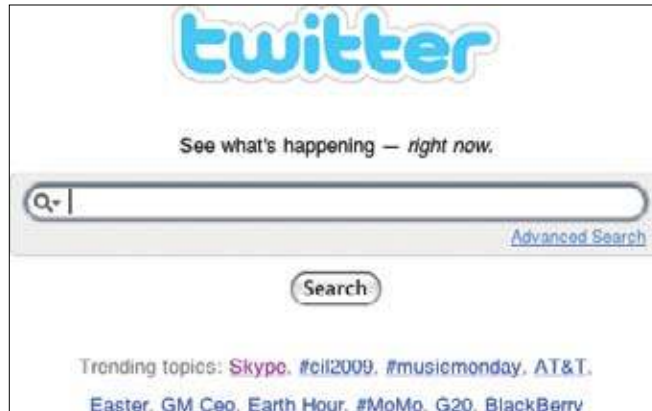 twitter
See what's happening — right now.
Advanced Search
Search
Trending topics: Skype, #cil2009, #musicmonday, AT&T,
Easter, GM Ceo, Earth Hour, #MoMo, G20, BlackBerry